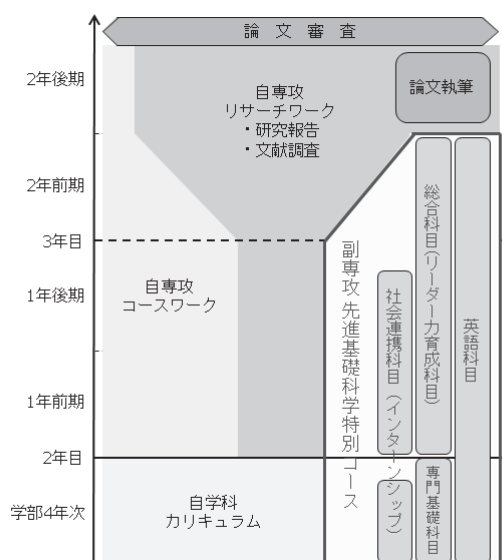 論文審査
2年後期
論文執筆
自専攻
リサーチワーク
・研究報告
・文献調査
2年前期
3年目
1年後期
自専攻
コースワーク
1年前期
2年目
学部4年次
自学科
カリキュラム
副専攻 先進基礎科学特別コース
社会連携科目(インターンシップ)
総合科目(リーダー力育成科目)
専門基礎科目
英語科目